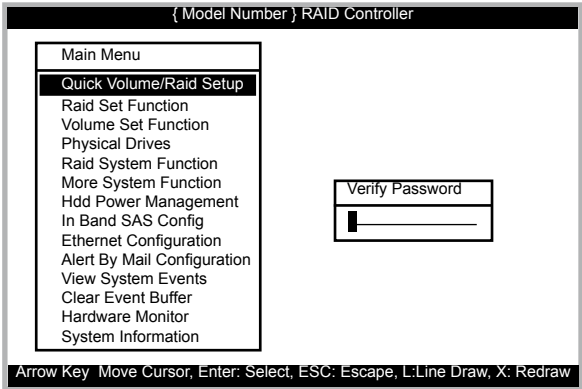 { Model Number } RAID Controller
Main Menu
Quick Volume/Raid Setup
Raid Set Function
Volume Set Function
Physical Drives
Raid System Function
More System Function
Hdd Power Management
In Band SAS Config
Ethernet Configuration
Alert By Mail Configuration
View System Events
Clear Event Buffer
Hardware Monitor
System Information
Verify Password
Arrow Key Move Cursor, Enter: Select, ESC: Escape, L:Line Draw, X: Redraw